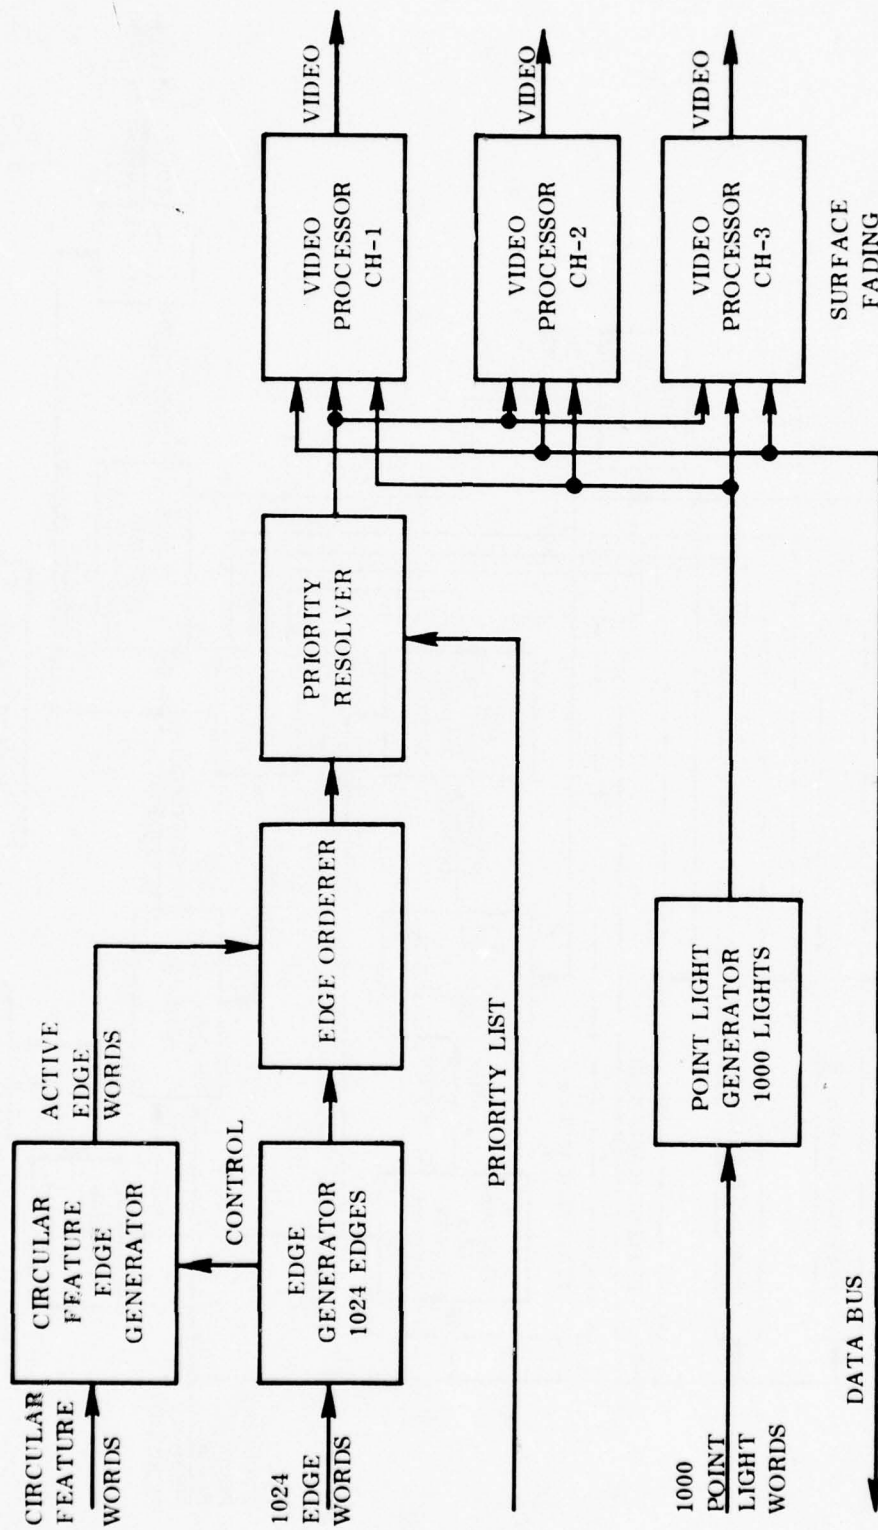 CIRCULAR
FEATURE
WORDS
CIRCULAR
FEATURE
EDGE
GENERATOR
ACTIVE
EDGE
WORDS
CONTROL
1024
EDGE
WORDS
EDGE
GENERATOR
1024 EDGES
EDGE ORDERER
PRIORITY
RESOLVER
PRIORITY LIST
VIDEO
PROCESSOR
CH-1
VIDEO
VIDEO
PROCESSOR
CH-2
VIDEO
VIDEO
PROCESSOR
CH-3
VIDEO
1000
POINT
LIGHT
WORDS
POINT LIGHT
GENERATOR
1000 LIGHTS
SURFACE
FADING
DATA BUS